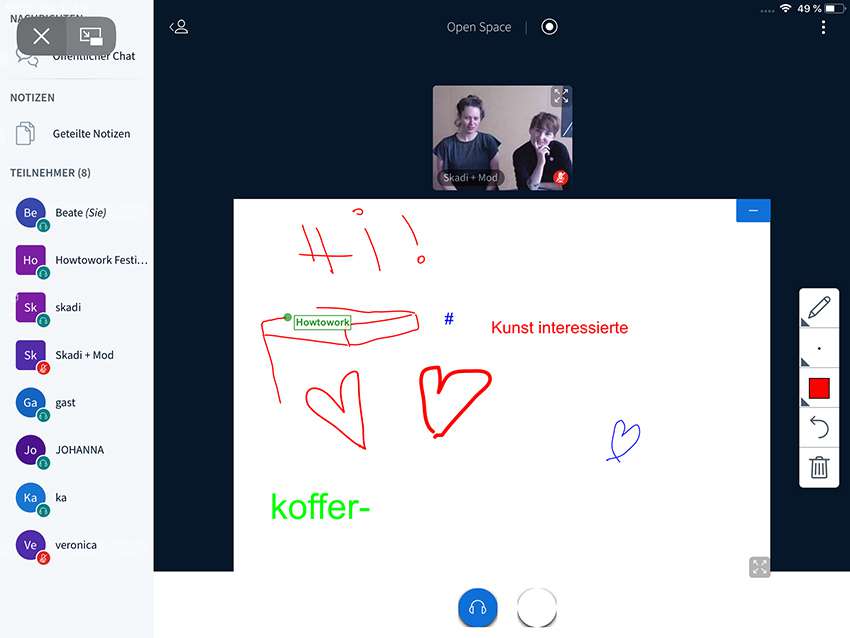 NACHRICHTEN
Öffentlicher Chat
NOTIZEN
Geteilte Notizen
TEILNEHMER (8)
Be Beate (Sie)
Ho Howtowork Festi...
Sk skadi
Sk Skadi + Mod
Ga gast
Jo JOHANNA
Ka ka
Ve veronica
Open Space
49 %
Skadi + Mod
Hi!
Howtowork
#
Kunst interessierte
koffer-